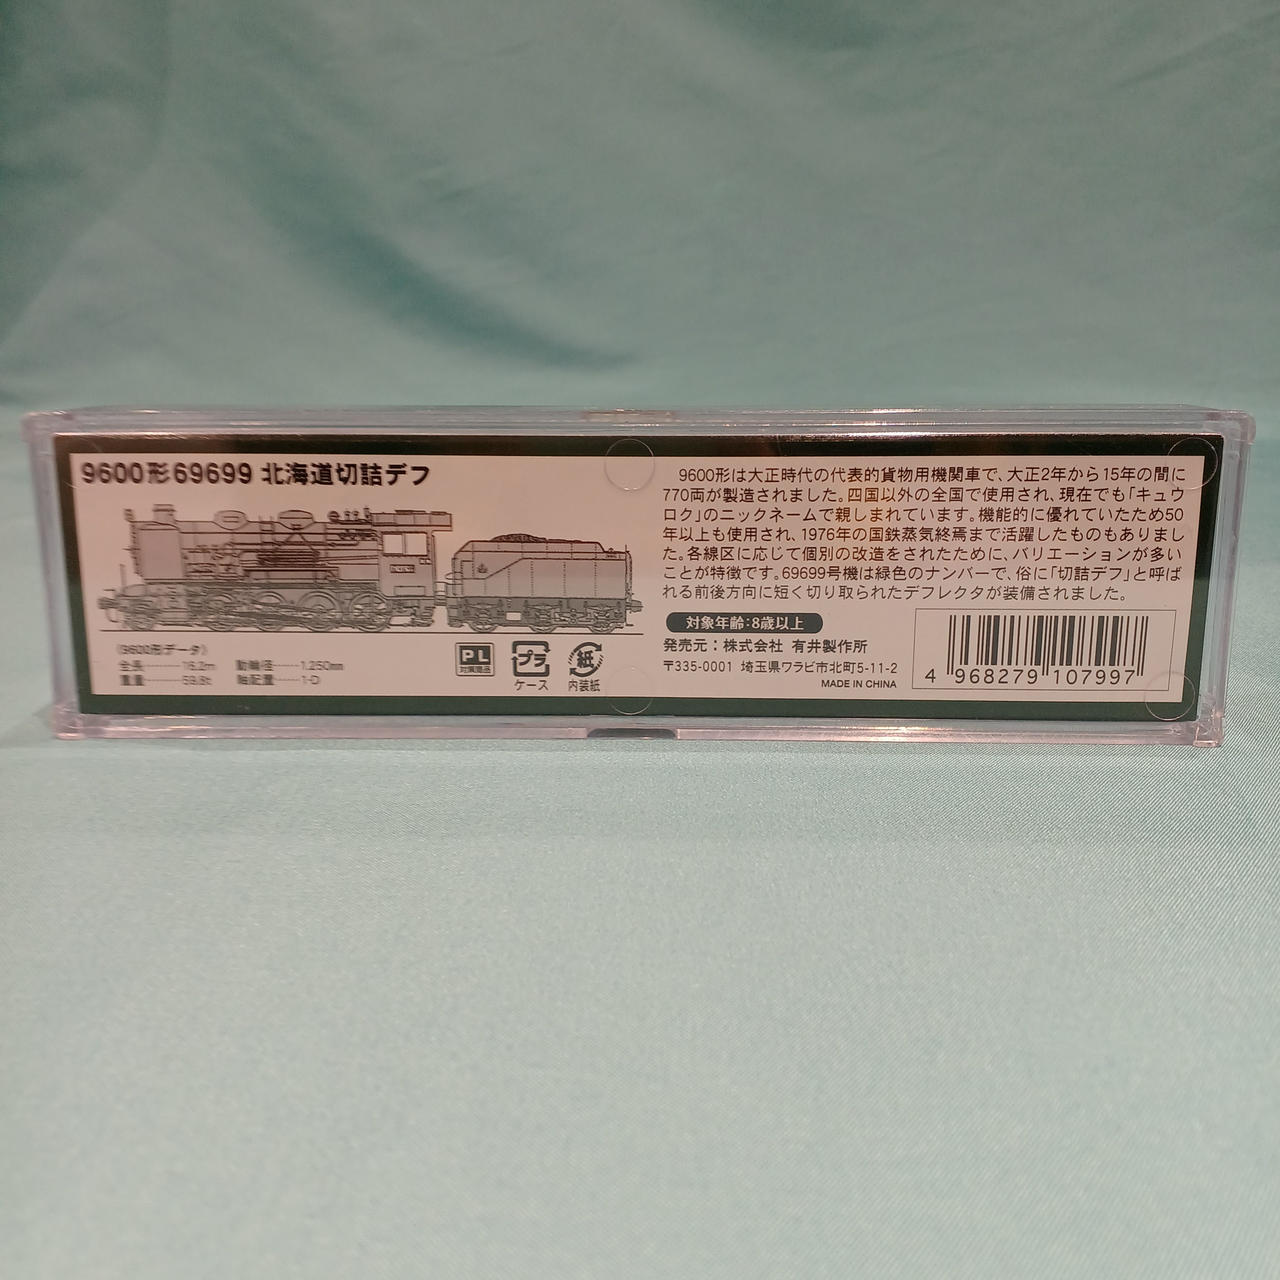 9600形69699 北海道切詰デフ
(9600形データ)
全長………16.2m 動輪径……1,250mm
重量………59.8t 軸配置……1-D
PL
対策商品
プラ
ケース
紙
内装紙
9600形は大正時代の代表的貨物用機関車で、大正2年から15年の間に
770両が製造されました。四国以外の全国で使用され、現在でも「キュウ
ロク」のニックネームで親しまれています。機能的に優れていたため50
年以上も使用され、1976年の国鉄蒸気終焉まで活躍したものもありまし
た。各線区に応じて個別の改造をされたために、バリエーションが多い
ことが特徴です。69699号機は緑色のナンバーで、俗に「切詰デフ」と呼ば
れる前後方向に短く切り取られたデフレクタが装備されました。
対象年齢:8歳以上
発売元:株式会社 有井製作所
〒335-0001 埼玉県ワラビ市北町5-11-2
MADE IN CHINA
4 968279 107997